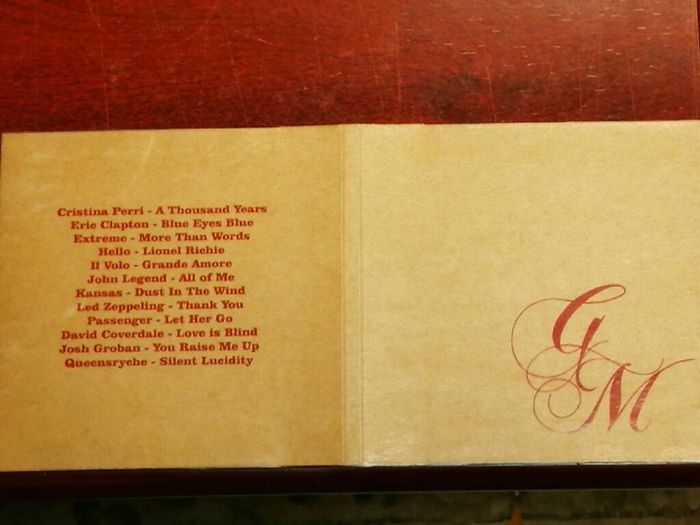 Cristina Perri - A Thousand Years
Eric Clapton - Blue Eyes Blue
Extreme - More Than Words
Hello - Lionel Richie
Il Volo - Grande Amore
John Legend - All of Me
Kansas - Dust In The Wind
Led Zeppeling - Thank You
Passenger - Let Her Go
David Coverdale - Love is Blind
Josh Groban - You Raise Me Up
Queensryche - Silent Lucidity
G
M